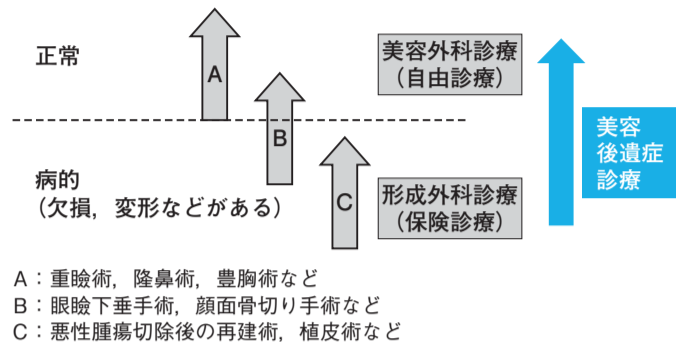 正常
A
美容外科診療
（自由診療）
B
美容
後遺症
診療
病的
（欠損，変形などがある）
C
形成外科診療
（保険診療）
A：重瞼術，隆鼻術，豊胸術など
B：眼瞼下垂手術，顔面骨切り手術など
C：悪性腫瘍切除後の再建術，植皮術など